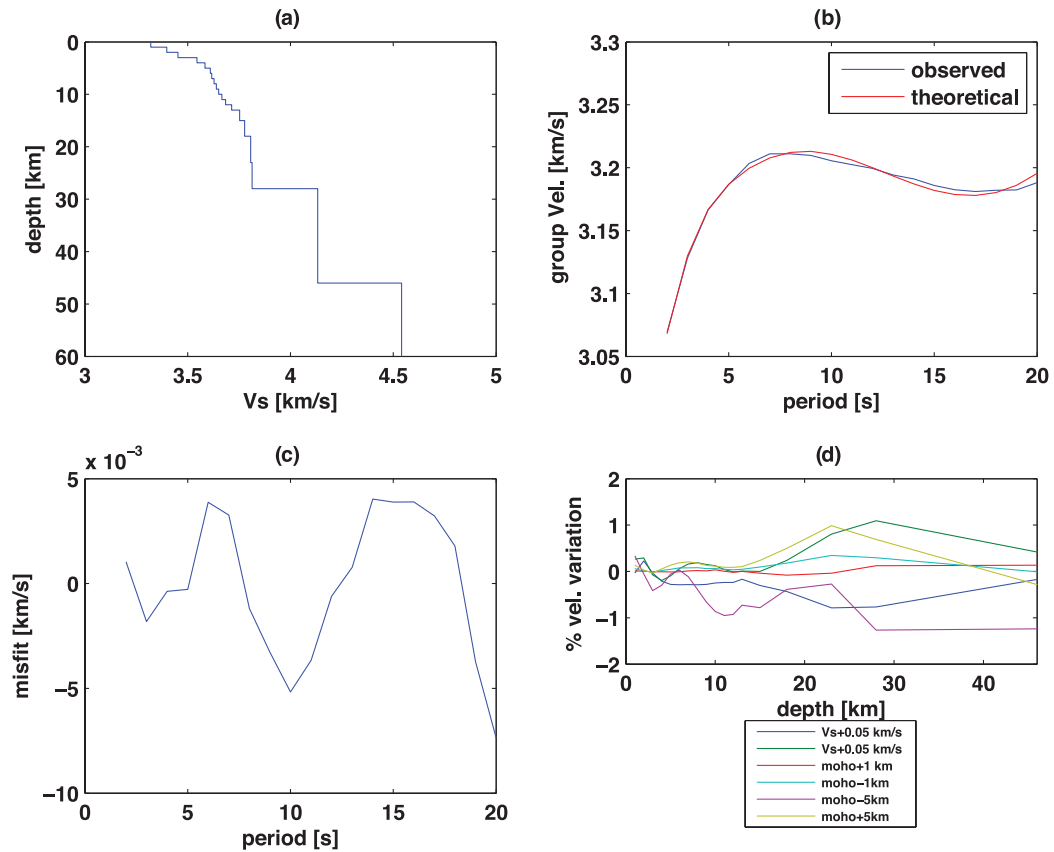 (a)
0
10
20
30
40
50
60
depth [km]
3
3.5
4
4.5
5
Vs [km/s]
(b)
3.3
3.25
3.2
3.15
3.1
3.05
group Vel. [km/s]
observed
theoretical
0
5
10
15
20
period [s]
(c)
x 10⁻³
5
0
−5
−10
misfit [km/s]
0
5
10
15
20
period [s]
(d)
2
1
0
−1
−2
% vel. variation
0
10
20
30
40
depth [km]
Vs+0.05 km/s
Vs+0.05 km/s
moho+1 km
moho−1km
moho−5km
moho+5km